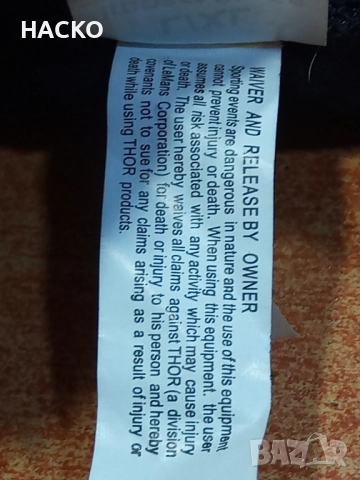 HACKO
WAIVER AND RELEASE BY OWNER
Sporting events are dangerous in nature and the use of this equipment
cannot prevent injury or death. When using this equipment. the user
assumes all risk associated with any activity which may cause injury
or death. The user hereby waives all claims against THOR (a division
of LeMans Corporation) for death or injury to his person and hereby
covenants not to sue for any claims arising as a result of injury or
death while using THOR products.
BAZAR
bg